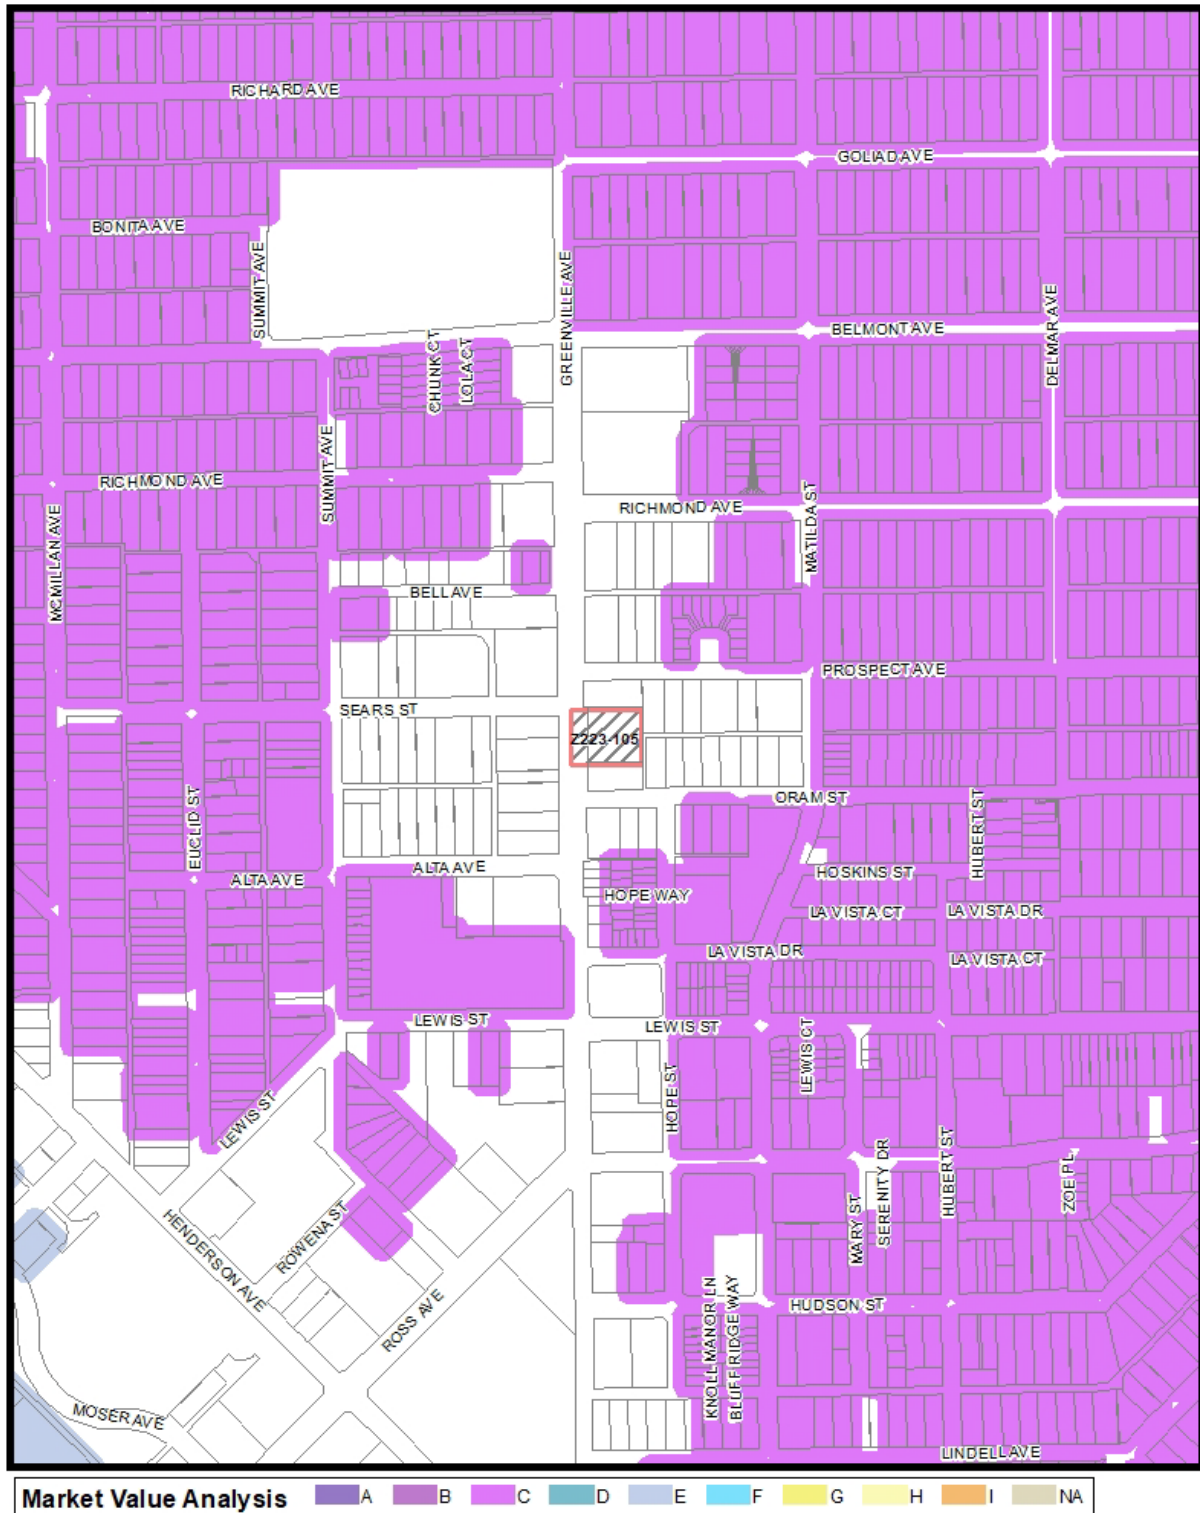 RICHARD AVE
GOLIAD AVE
BONITA AVE
SUMMIT AVE
GREENVILLE AVE
DELMAR AVE
BELMONT AVE
CHUNK CT
LOLA CT
SUMMIT AVE
RICHMOND AVE
RICHMOND AVE
MATILDA ST
MCMILLAN AVE
BELL AVE
PROSPECT AVE
SEARS ST
Z223-105
ORAM ST
EUCLID ST
HUBERT ST
ALTA AVE
ALTA AVE
HOSKINS ST
HOPE WAY
LA VISTA CT
LA VISTA DR
LA VISTA DR
LA VISTA CT
LEWIS ST
LEWIS ST
LEWIS CT
HOPE ST
LEWIS ST
SERENITY DR
HUBERT ST
ZOE PL
MARY ST
ROWENA ST
HENDERSON AVE
ROSS AVE
KNOLL MANOR LN
BLUFF RIDGE WAY
HUDSON ST
MOSER AVE
LINDELL AVE
Market Value Analysis A B C D E F G H I NA